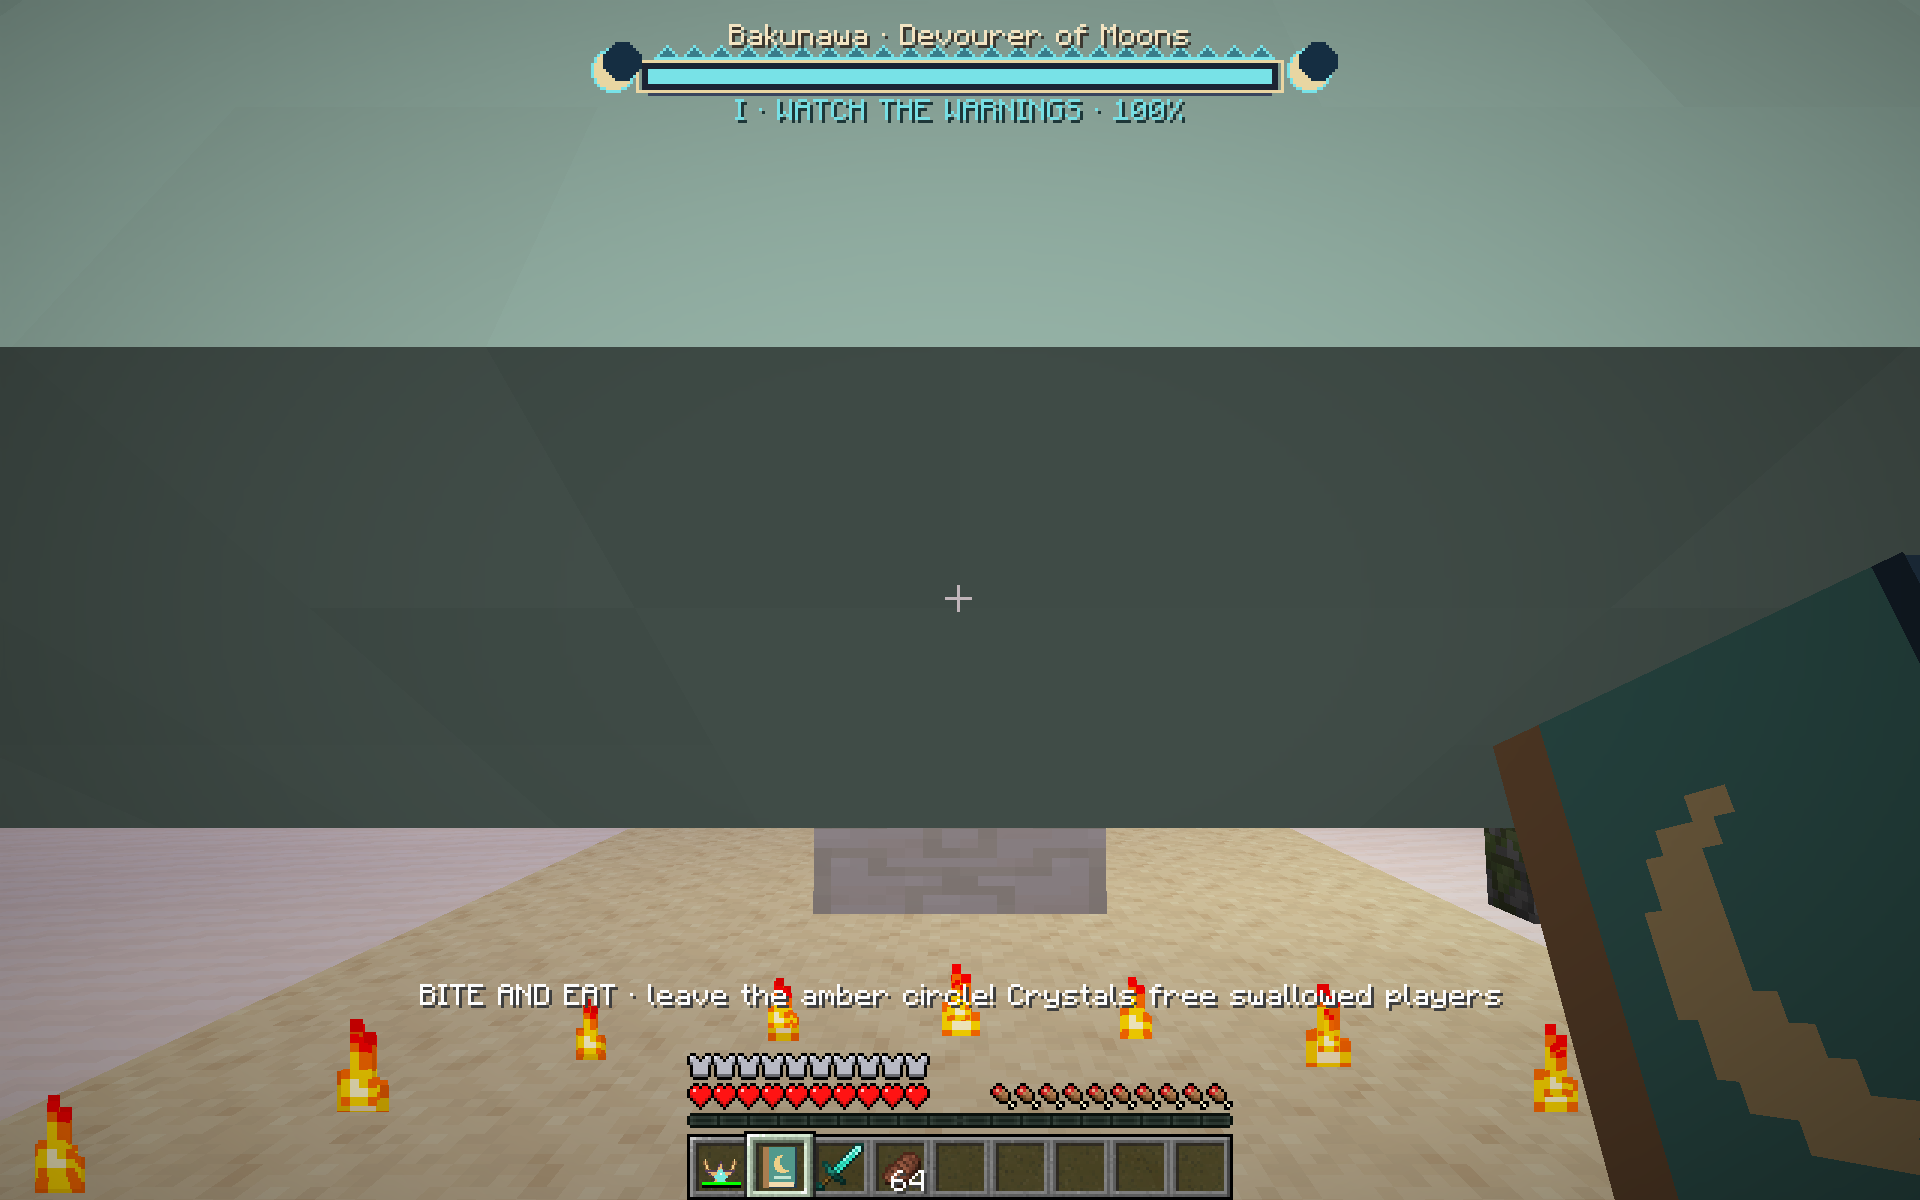 Bakunawa · Devourer of Moons
I · WATCH THE WARNINGS · 100%
BITE AND EAT · leave the amber circle! Crystals free swallowed players
64